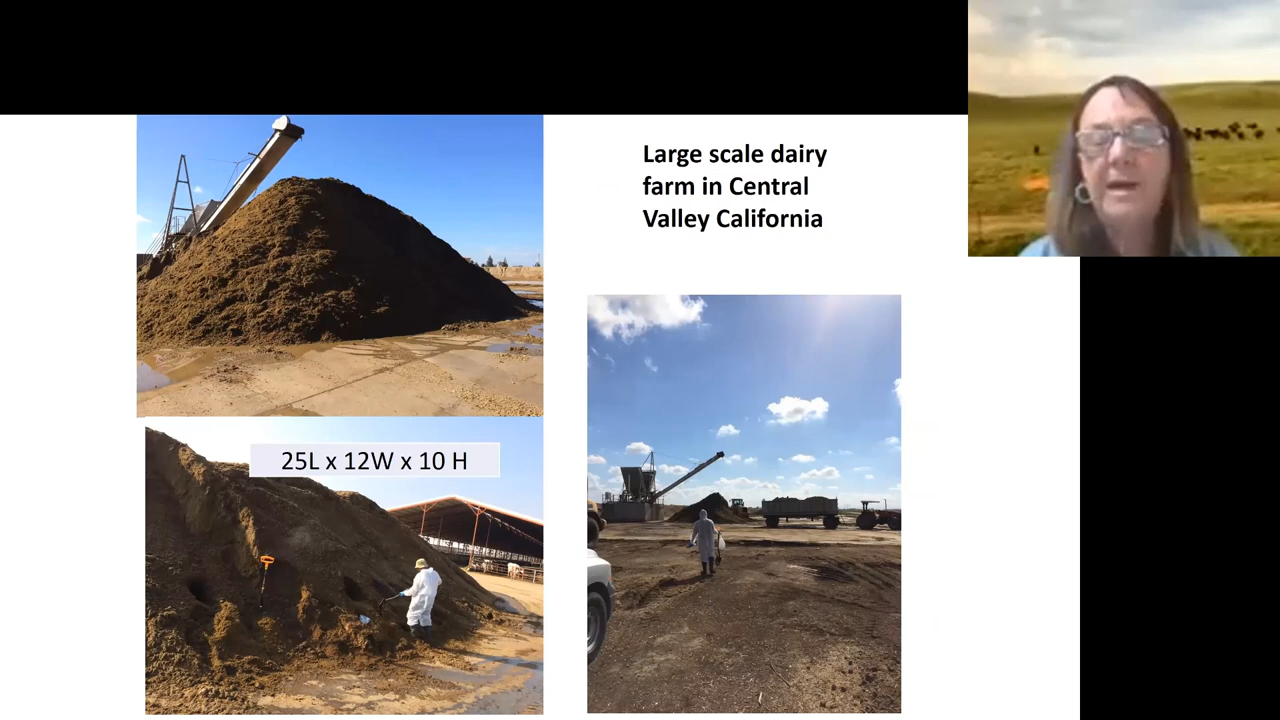 Large scale dairy
farm in Central
Valley California
25L x 12W x 10 H